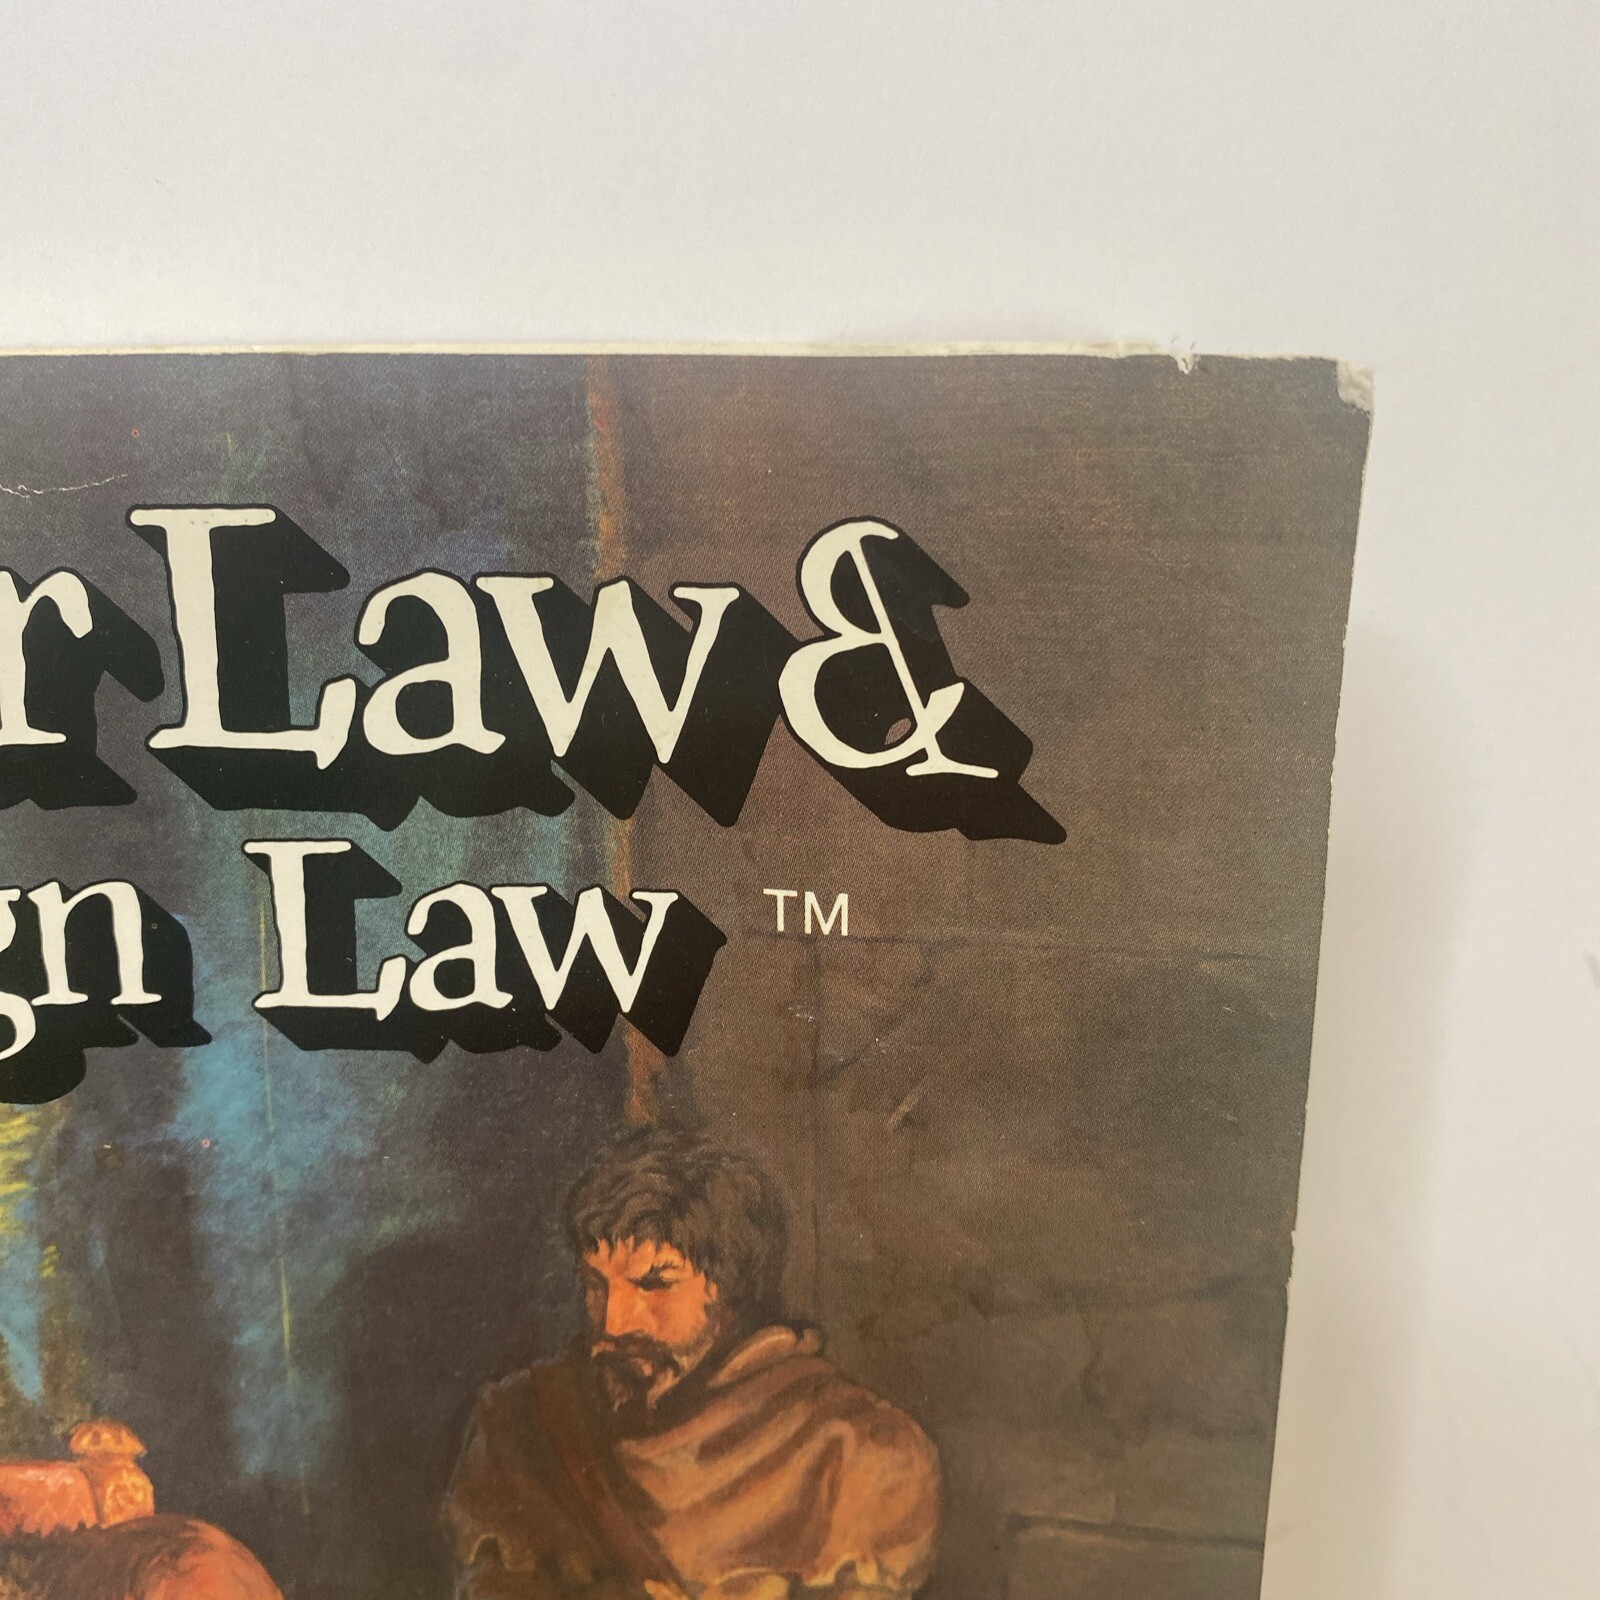 r Law &
gn Law ™